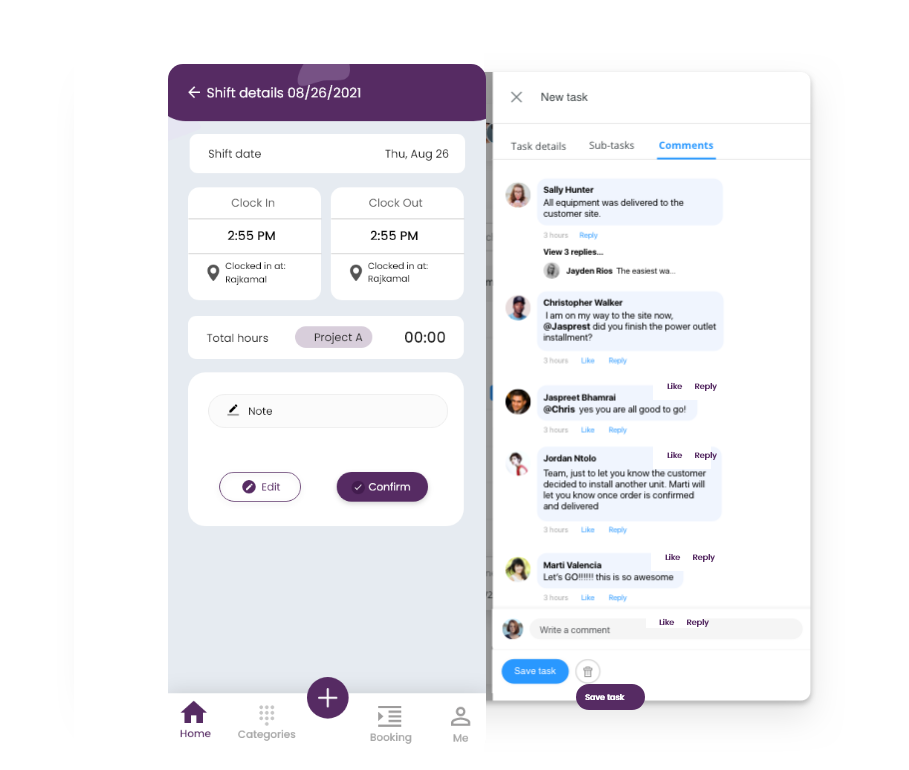 Shift details 08/26/2021
Shift date
Thu, Aug 26
Clock In
Clock Out
2:55 PM
2:55 PM
Clocked in at:
Rajkamal
Clocked in at:
Rajkamal
Total hours
Project A
00:00
Note
Edit
Confirm
Home
Categories
Booking
Me
New task
Task details
Sub-tasks
Comments
Sally Hunter
All equipment was delivered to the
customer site.
3 hours Reply
View 3 replies...
Jayden Rios The easiest wa...
Christopher Walker
I am on my way to the site now,
@Jasprest did you finish the power outlet
installment?
3 hours Like Reply
Like Reply
Jaspreet Bhamrai
@Chris yes you are all good to go!
3 hours Like Reply
Like Reply
Jordan Ntolo
Team, just to let you know the customer
decided to install another unit. Marti will
let you know once order is confirmed
and delivered
3 hours Like Reply
Like Reply
Marti Valencia
Let's GO!!!!!! this is so awesome
3 hours Like Reply
Like Reply
Write a comment
Save task
Save task